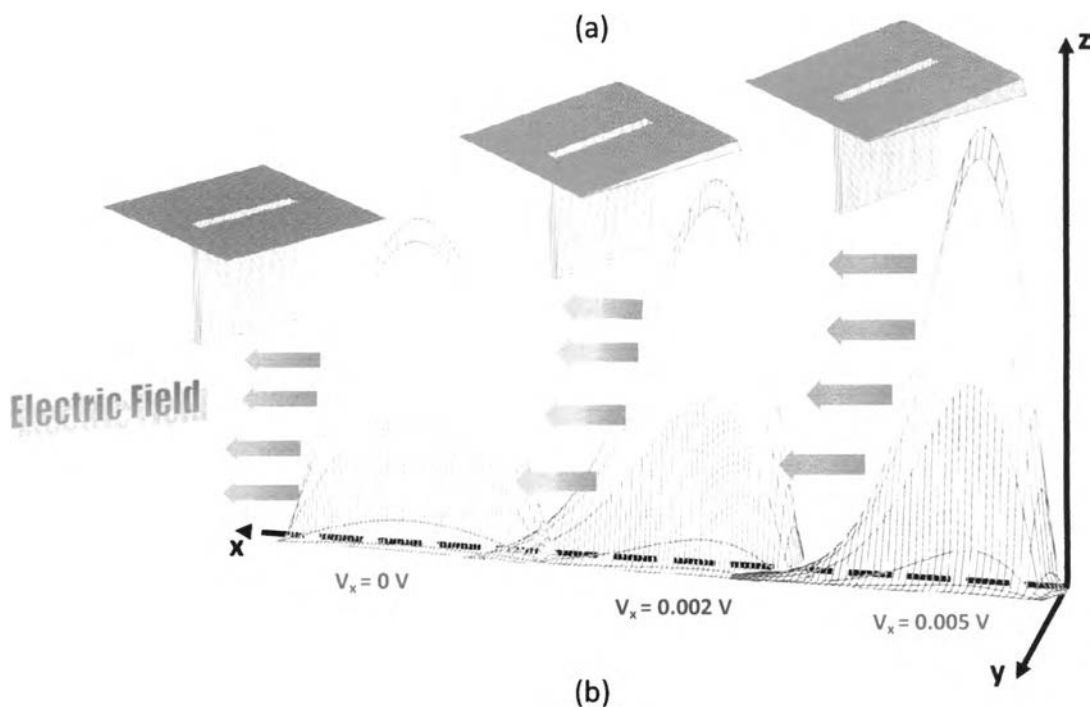 (a)
z
Electric Field
x
Vx = 0 V
Vx = 0.002 V
Vx = 0.005 V
y
(b)